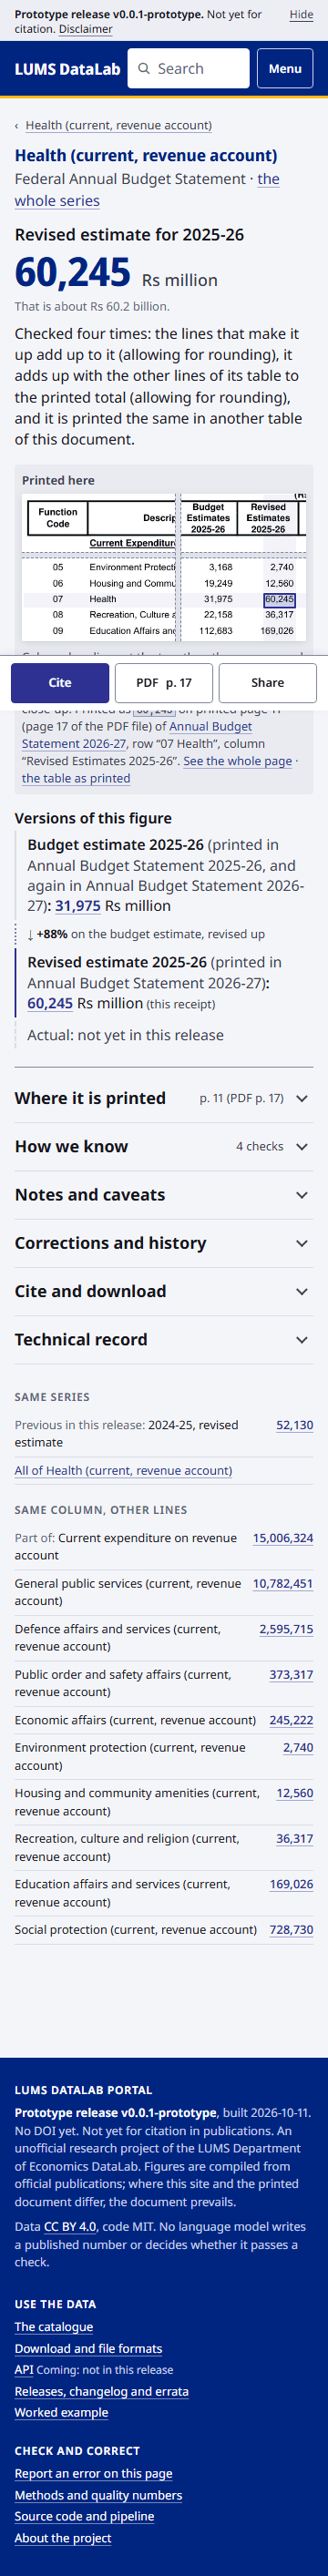 Prototype release v0.0.1-prototype. Not yet for
citation. Disclaimer
Hide
LUMS DataLab
Search
Menu
‹ Health (current, revenue account)
Health (current, revenue account)
Federal Annual Budget Statement · the
whole series
Revised estimate for 2025-26
60,245 Rs million
That is about Rs 60.2 billion.
Checked four times: the lines that make it
up add up to it (allowing for rounding), it
adds up with the other lines of its table to
the printed total (allowing for rounding),
and it is printed the same in another table
of this document.
Printed here
Function
Code
Descrip
Budget
Estimates
2025-26
Revised
Estimates
2025-26
Current Expenditur
05 Environment Protecti 3,168 2,740
06 Housing and Commu 19,249 12,560
07 Health 31,975 60,245
08 Recreation, Culture a 22,158 36,317
09 Education Affairs and 112,683 169,026
Cite
PDF p. 17
Share
(page 17 of the PDF file) of Annual Budget
Statement 2026-27, row “07 Health”, column
“Revised Estimates 2025-26”. See the whole page ·
the table as printed
Versions of this figure
Budget estimate 2025-26 (printed in
Annual Budget Statement 2025-26, and
again in Annual Budget Statement 2026-
27): 31,975 Rs million
↓ +88% on the budget estimate, revised up
Revised estimate 2025-26 (printed in
Annual Budget Statement 2026-27):
60,245 Rs million (this receipt)
Actual: not yet in this release
Where it is printed p. 11 (PDF p. 17)
How we know 4 checks
Notes and caveats
Corrections and history
Cite and download
Technical record
SAME SERIES
Previous in this release: 2024-25, revised
estimate
52,130
All of Health (current, revenue account)
SAME COLUMN, OTHER LINES
Part of: Current expenditure on revenue
account
15,006,324
General public services (current, revenue
account)
10,782,451
Defence affairs and services (current,
revenue account)
2,595,715
Public order and safety affairs (current,
revenue account)
373,317
Economic affairs (current, revenue account) 245,222
Environment protection (current, revenue
account)
2,740
Housing and community amenities (current,
revenue account)
12,560
Recreation, culture and religion (current,
revenue account)
36,317
Education affairs and services (current,
revenue account)
169,026
Social protection (current, revenue account) 728,730
LUMS DATALAB PORTAL
Prototype release v0.0.1-prototype, built 2026-10-11.
No DOI yet. Not yet for citation in publications. An
unofficial research project of the LUMS Department
of Economics DataLab. Figures are compiled from
official publications; where this site and the printed
document differ, the document prevails.
Data CC BY 4.0, code MIT. No language model writes
a published number or decides whether it passes a
check.
USE THE DATA
The catalogue
Download and file formats
API Coming: not in this release
Releases, changelog and errata
Worked example
CHECK AND CORRECT
Report an error on this page
Methods and quality numbers
Source code and pipeline
About the project